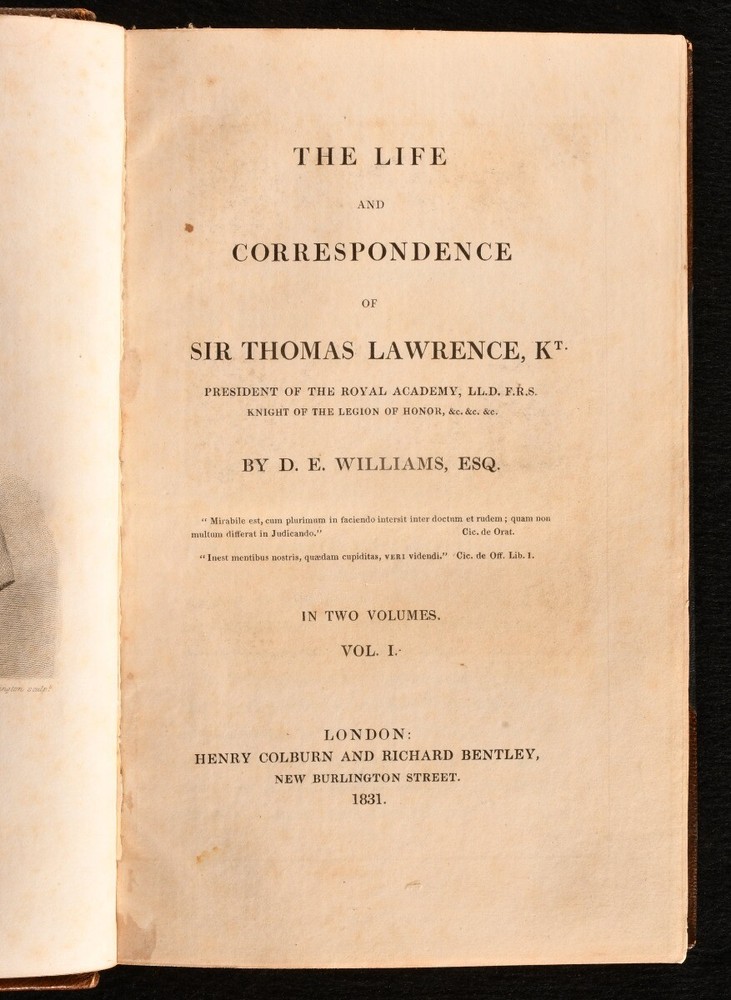 THE LIFE
AND
CORRESPONDENCE
OF
SIR THOMAS LAWRENCE, KT.
PRESIDENT OF THE ROYAL ACADEMY, LL.D. F.R.S.
KNIGHT OF THE LEGION OF HONOR, &c. &c. &c.
BY D. E. WILLIAMS, ESQ.
"Mirabile est, cum plurimum in faciendo intersit inter doctum et rudem; quam non
multum differat in Judicando." Cic. de Orat.
"Inest mentibus nostris, quædam cupiditas, VERI videndi." Cic. de Off. Lib. I.
IN TWO VOLUMES.
VOL. I.
LONDON:
HENRY COLBURN AND RICHARD BENTLEY,
NEW BURLINGTON STREET.
1831.